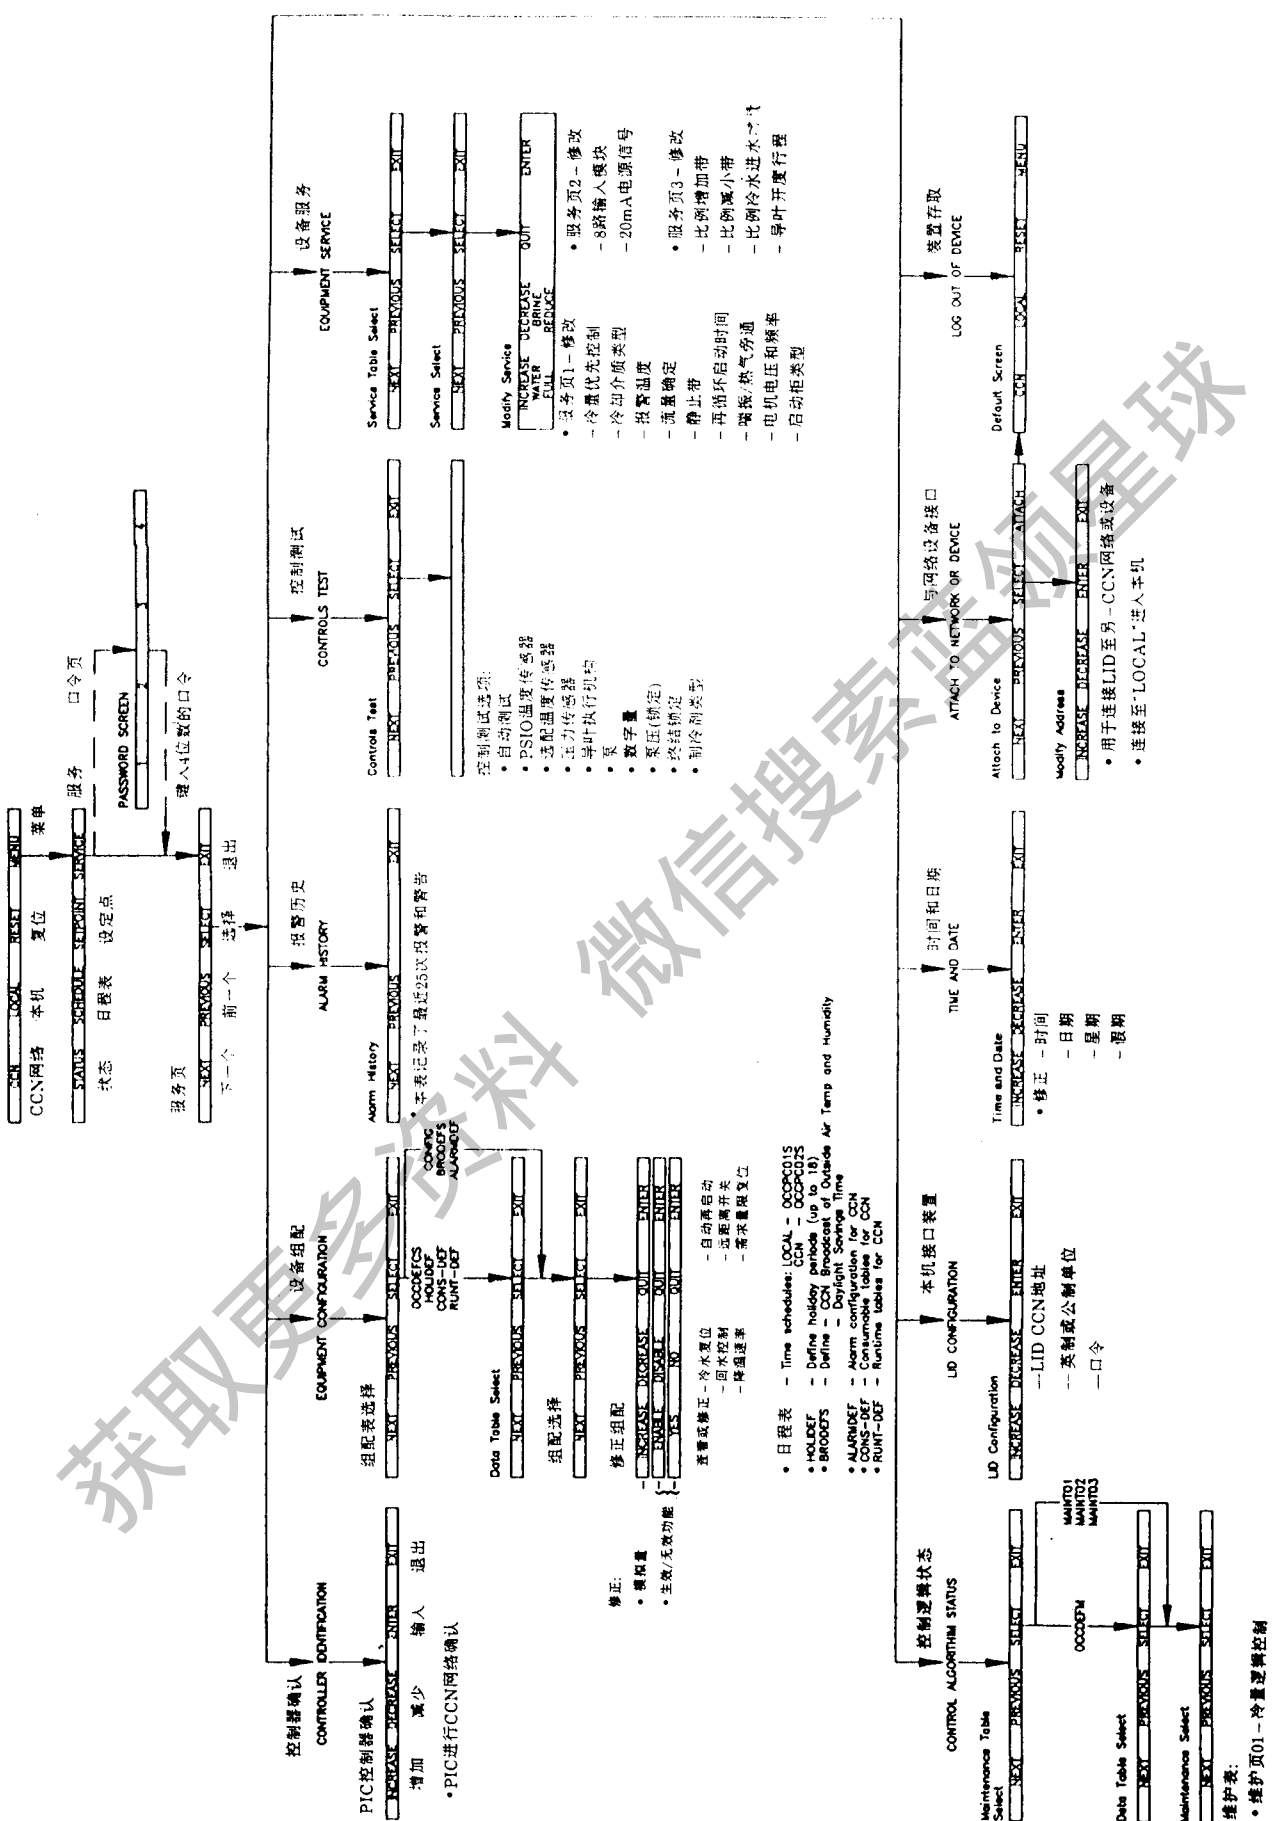 CCN LOCAL RESET MENU
CCN网络 本机 复位 菜单
STATUS SCHEDULE SETPOINT SERVICE
状态 日程表 设定点 服务
口令页
PASSWORD SCREEN
1 2 3 4
键入4位数的口令
服务页
NEXT PREVIOUS SELECT EXIT
下一个 前一个 选择 退出
控制器确认
CONTROLLER IDENTIFICATION
PIC控制器确认
INCREASE DECREASE ENTER EXIT
增加 减少 输入 退出
•PIC进行CCN网络确认
设备组配
EQUIPMENT CONFIGURATION
组配表选择
NEXT PREVIOUS SELECT EXIT
OCCDEFCS
HOLIDEF
CONS-DEF
RUNT-DEF
CONFIG
BRODEFS
ALARMDEF
Data Table Select
NEXT PREVIOUS SELECT EXIT
组配选择
NEXT PREVIOUS SELECT EXIT
修正组配
修正:
•模拟量
INCREASE DECREASE QUIT ENTER
•生效/无效功能
ENABLE DISABLE QUIT ENTER
YES NO QUIT ENTER
查看或修正－冷水复位 －自动再启动
－回水控制 －远距离开关
－降温速率 －需求量限复位
•日程表 － Time schedules: LOCAL － OCCPC01S
CCN － OCCPC02S
•HOLIDEF － Define holiday periods (up to 18)
•BRODEFS － Define － CCN Broadcast of Outside Air Temp and Humidity
－ Daylight Savings Time
•ALARMDEF － Alarm configuration for CCN
•CONS-DEF － Consumable tables for CCN
•RUNT-DEF － Runtime tables for CCN
报警历史
ALARM HISTORY
Alarm History
NEXT PREVIOUS EXIT
•本表记录了最近25次报警和警告
控制测试
CONTROLS TEST
Controls Test
NEXT PREVIOUS SELECT EXIT
控制测试选项:
•自动测试
•PSIO温度传感器
•选配温度传感器
•压力传感器
•导叶执行机构
•泵
•数字量
•泵压(锁定)
•终结锁定
•制冷剂类型
设备服务
EQUIPMENT SERVICE
Service Table Select
NEXT PREVIOUS SELECT EXIT
Service Select
NEXT PREVIOUS SELECT EXIT
Modify Service
INCREASE DECREASE QUIT ENTER
WATER BRINE
FULL REDUCE
•服务页1－修改
－冷量优先控制
－冷却介质类型
－报警温度
－流量确定
－静止带
－再循环启动时间
－喘振/热气旁通
－电机电压和频率
－启动柜类型
•服务页2－修改
－8路输入模块
－20mA电源信号
•服务页3－修改
－比例增加带
－比例减小带
－比例冷水进水
－导叶开度行程
控制逻辑状态
CONTROL ALGORITHM STATUS
Maintenance Table
Select
NEXT PREVIOUS SELECT EXIT
OCCDEFM
MAINT01
MAINT02
MAINT03
Data Table Select
NEXT PREVIOUS SELECT EXIT
Maintenance Select
NEXT PREVIOUS SELECT EXIT
维护表:
•维护页01－冷量逻辑控制
本机接口装置
LID CONFIGURATION
LID Configuration
INCREASE DECREASE ENTER EXIT
－LID CCN地址
－英制或公制单位
－口令
时间和日期
TIME AND DATE
Time and Date
INCREASE DECREASE ENTER EXIT
•修正 －时间
－日期
－星期
－假期
与网络设备接口
ATTACH TO NETWORK OR DEVICE
Attach to Device
NEXT PREVIOUS SELECT ATTACH
Modify Address
INCREASE DECREASE ENTER EXIT
•用于连接LID至另一CCN网络或设备
•连接至"LOCAL"进入本机
装置存取
LOG OUT OF DEVICE
Default Screen
CCN LOCAL RESET MENU
获取更多资料 微信搜索蓝领星球